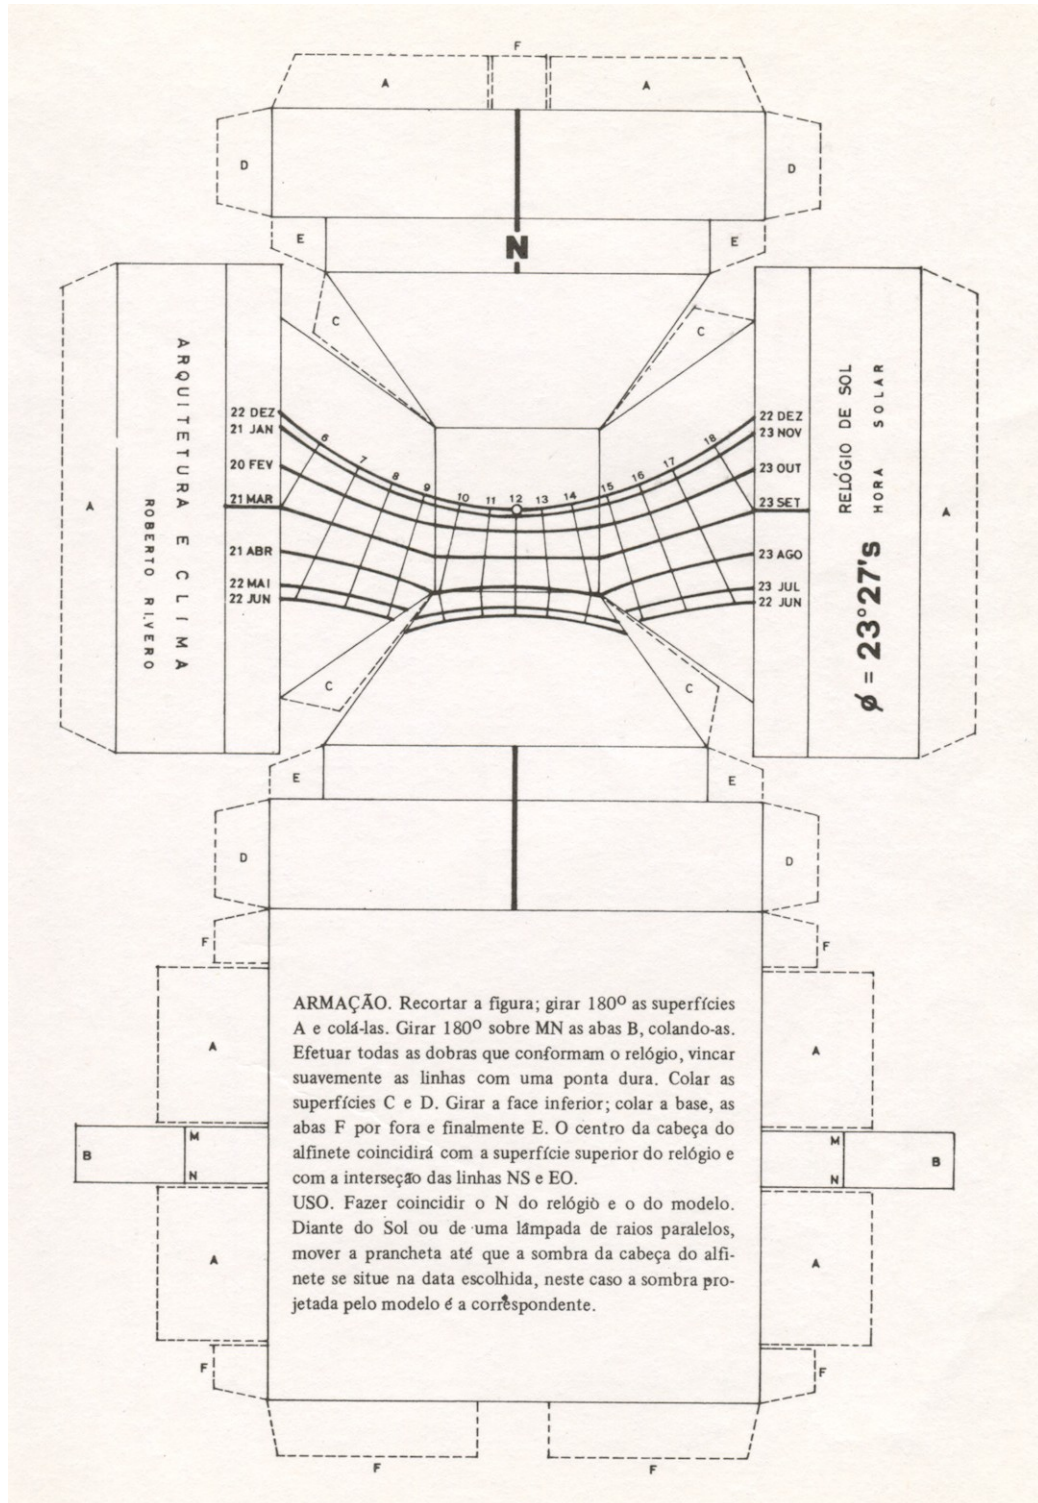 F
A
A
D
D
E
N
E
C
C
ARQUITETURA E CLIMA
ROBERTO RIVERO
RELÓGIO DE SOL
HORA SOLAR
ø = 23°27's
A
A
22 DEZ
21 JAN
20 FEV
21 MAR
21 ABR
22 MAI
22 JUN
6
7
8
9
10
11
12
13
14
15
16
17
18
22 DEZ
23 NOV
23 OUT
23 SET
23 AGO
23 JUL
22 JUN
C
C
E
E
D
D
F
F
A
A
B
M
N
M
N
B
A
A
F
F
F
F
ARMAÇÃO. Recortar a figura; girar 180º as superfícies
A e colá-las. Girar 180º sobre MN as abas B, colando-as.
Efetuar todas as dobras que conformam o relógio, vincar
suavemente as linhas com uma ponta dura. Colar as
superfícies C e D. Girar a face inferior; colar a base, as
abas F por fora e finalmente E. O centro da cabeça do
alfinete coincidirá com a superfície superior do relógio e
com a interseção das linhas NS e EO.
USO. Fazer coincidir o N do relógio e o do modelo.
Diante do Sol ou de uma lâmpada de raios paralelos,
mover a prancheta até que a sombra da cabeça do alfi-
nete se situe na data escolhida, neste caso a sombra pro-
jetada pelo modelo é a correspondente.